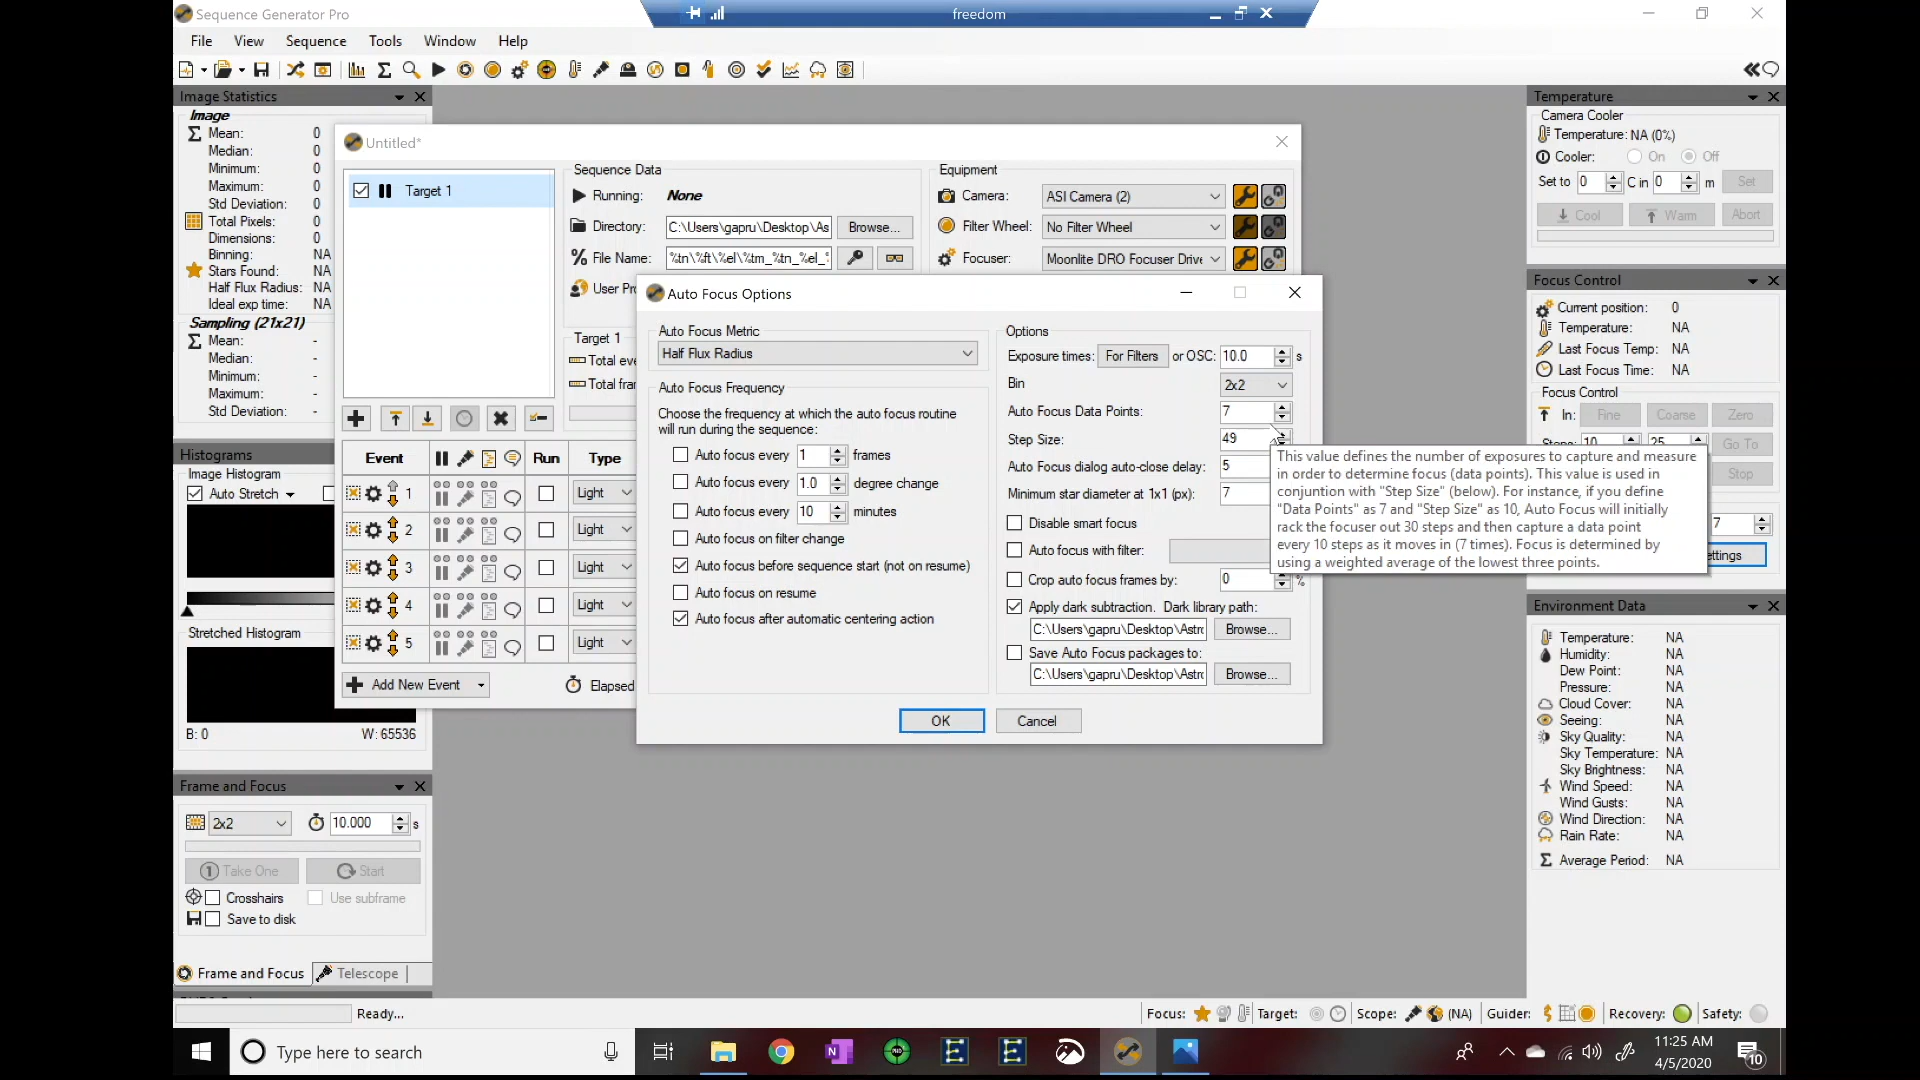 Sequence Generator Pro
freedom
File View Sequence Tools Window Help
Image Statistics
Image
Mean: 0
Median: 0
Minimum: 0
Maximum: 0
Std Deviation: 0
Total Pixels: 0
Dimensions: 0
Binning: NA
Stars Found: NA
Half Flux Radius: NA
Ideal exp time: NA
Sampling (21x21)
Mean: -
Median: -
Minimum: -
Maximum: -
Std Deviation: -
Histograms
Image Histogram
Auto Stretch
Stretched Histogram
B: 0 W: 65536
Frame and Focus
2x2 10.000 s
Take One Start
Crosshairs Use subframe
Save to disk
Frame and Focus Telescope
Ready...
Untitled*
Target 1
Sequence Data
Running: None
Directory: C:\Users\gapru\Desktop\As Browse...
File Name: %tn\%ft\%el\%tm_%tn_%el_%
User Pr
Target 1
Total eve
Total frar
Equipment
Camera: ASI Camera (2)
Filter Wheel: No Filter Wheel
Focuser: Moonlite DRO Focuser Drive
Event Run Type
1 Light
2 Light
3 Light
4 Light
5 Light
Add New Event Elapsed
Auto Focus Options
Auto Focus Metric
Half Flux Radius
Auto Focus Frequency
Choose the frequency at which the auto focus routine
will run during the sequence:
Auto focus every 1 frames
Auto focus every 1.0 degree change
Auto focus every 10 minutes
Auto focus on filter change
Auto focus before sequence start (not on resume)
Auto focus on resume
Auto focus after automatic centering action
Options
Exposure times: For Filters or OSC: 10.0 s
Bin 2x2
Auto Focus Data Points: 7
Step Size: 49
Auto Focus dialog auto-close delay: 5
Minimum star diameter at 1x1 (px): 7
Disable smart focus
Auto focus with filter:
Crop auto focus frames by: 0 %
Apply dark subtraction. Dark library path:
C:\Users\gapru\Desktop\Astr Browse...
Save Auto Focus packages to:
C:\Users\gapru\Desktop\Astr Browse...
OK Cancel
This value defines the number of exposures to capture and measure
in order to determine focus (data points). This value is used in
conjuntion with "Step Size" (below). For instance, if you define
"Data Points" as 7 and "Step Size" as 10, Auto Focus will initially
rack the focuser out 30 steps and then capture a data point
every 10 steps as it moves in (7 times). Focus is determined by
using a weighted average of the lowest three points.
Temperature
Camera Cooler
Temperature: NA (0%)
Cooler: On Off
Set to 0 C in 0 m Set
Cool Warm Abort
Focus Control
Current position: 0
Temperature: NA
Last Focus Temp: NA
Last Focus Time: NA
Focus Control
In: Fine Coarse Zero
Steps: 10 25 Go To
Stop
7
ettings
Environment Data
Temperature: NA
Humidity: NA
Dew Point: NA
Pressure: NA
Cloud Cover: NA
Seeing: NA
Sky Quality: NA
Sky Temperature: NA
Sky Brightness: NA
Wind Speed: NA
Wind Gusts: NA
Wind Direction: NA
Rain Rate: NA
Average Period: NA
Focus: Target: Scope: (NA) Guider: Recovery: Safety:
Type here to search
11:25 AM
4/5/2020
10